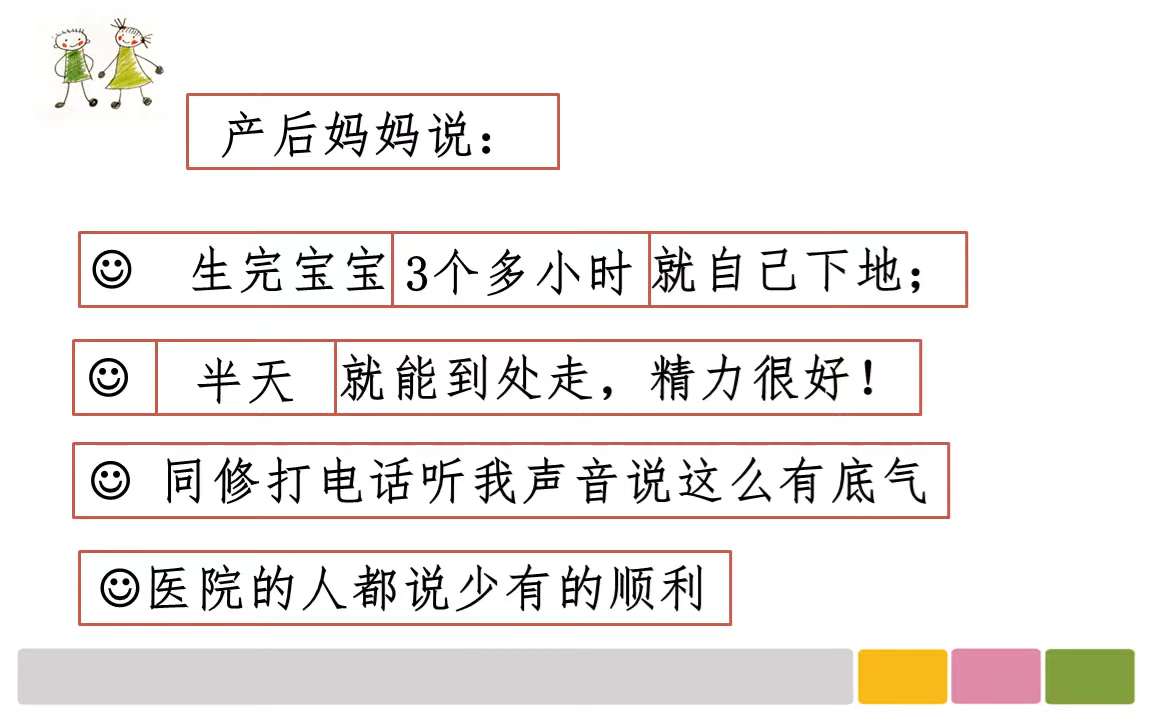 产后妈妈说：
☺ 生完宝宝3个多小时就自己下地；
☺ 半天就能到处走，精力很好！
☺ 同修打电话听我声音说这么有底气
☺医院的人都说少有的顺利